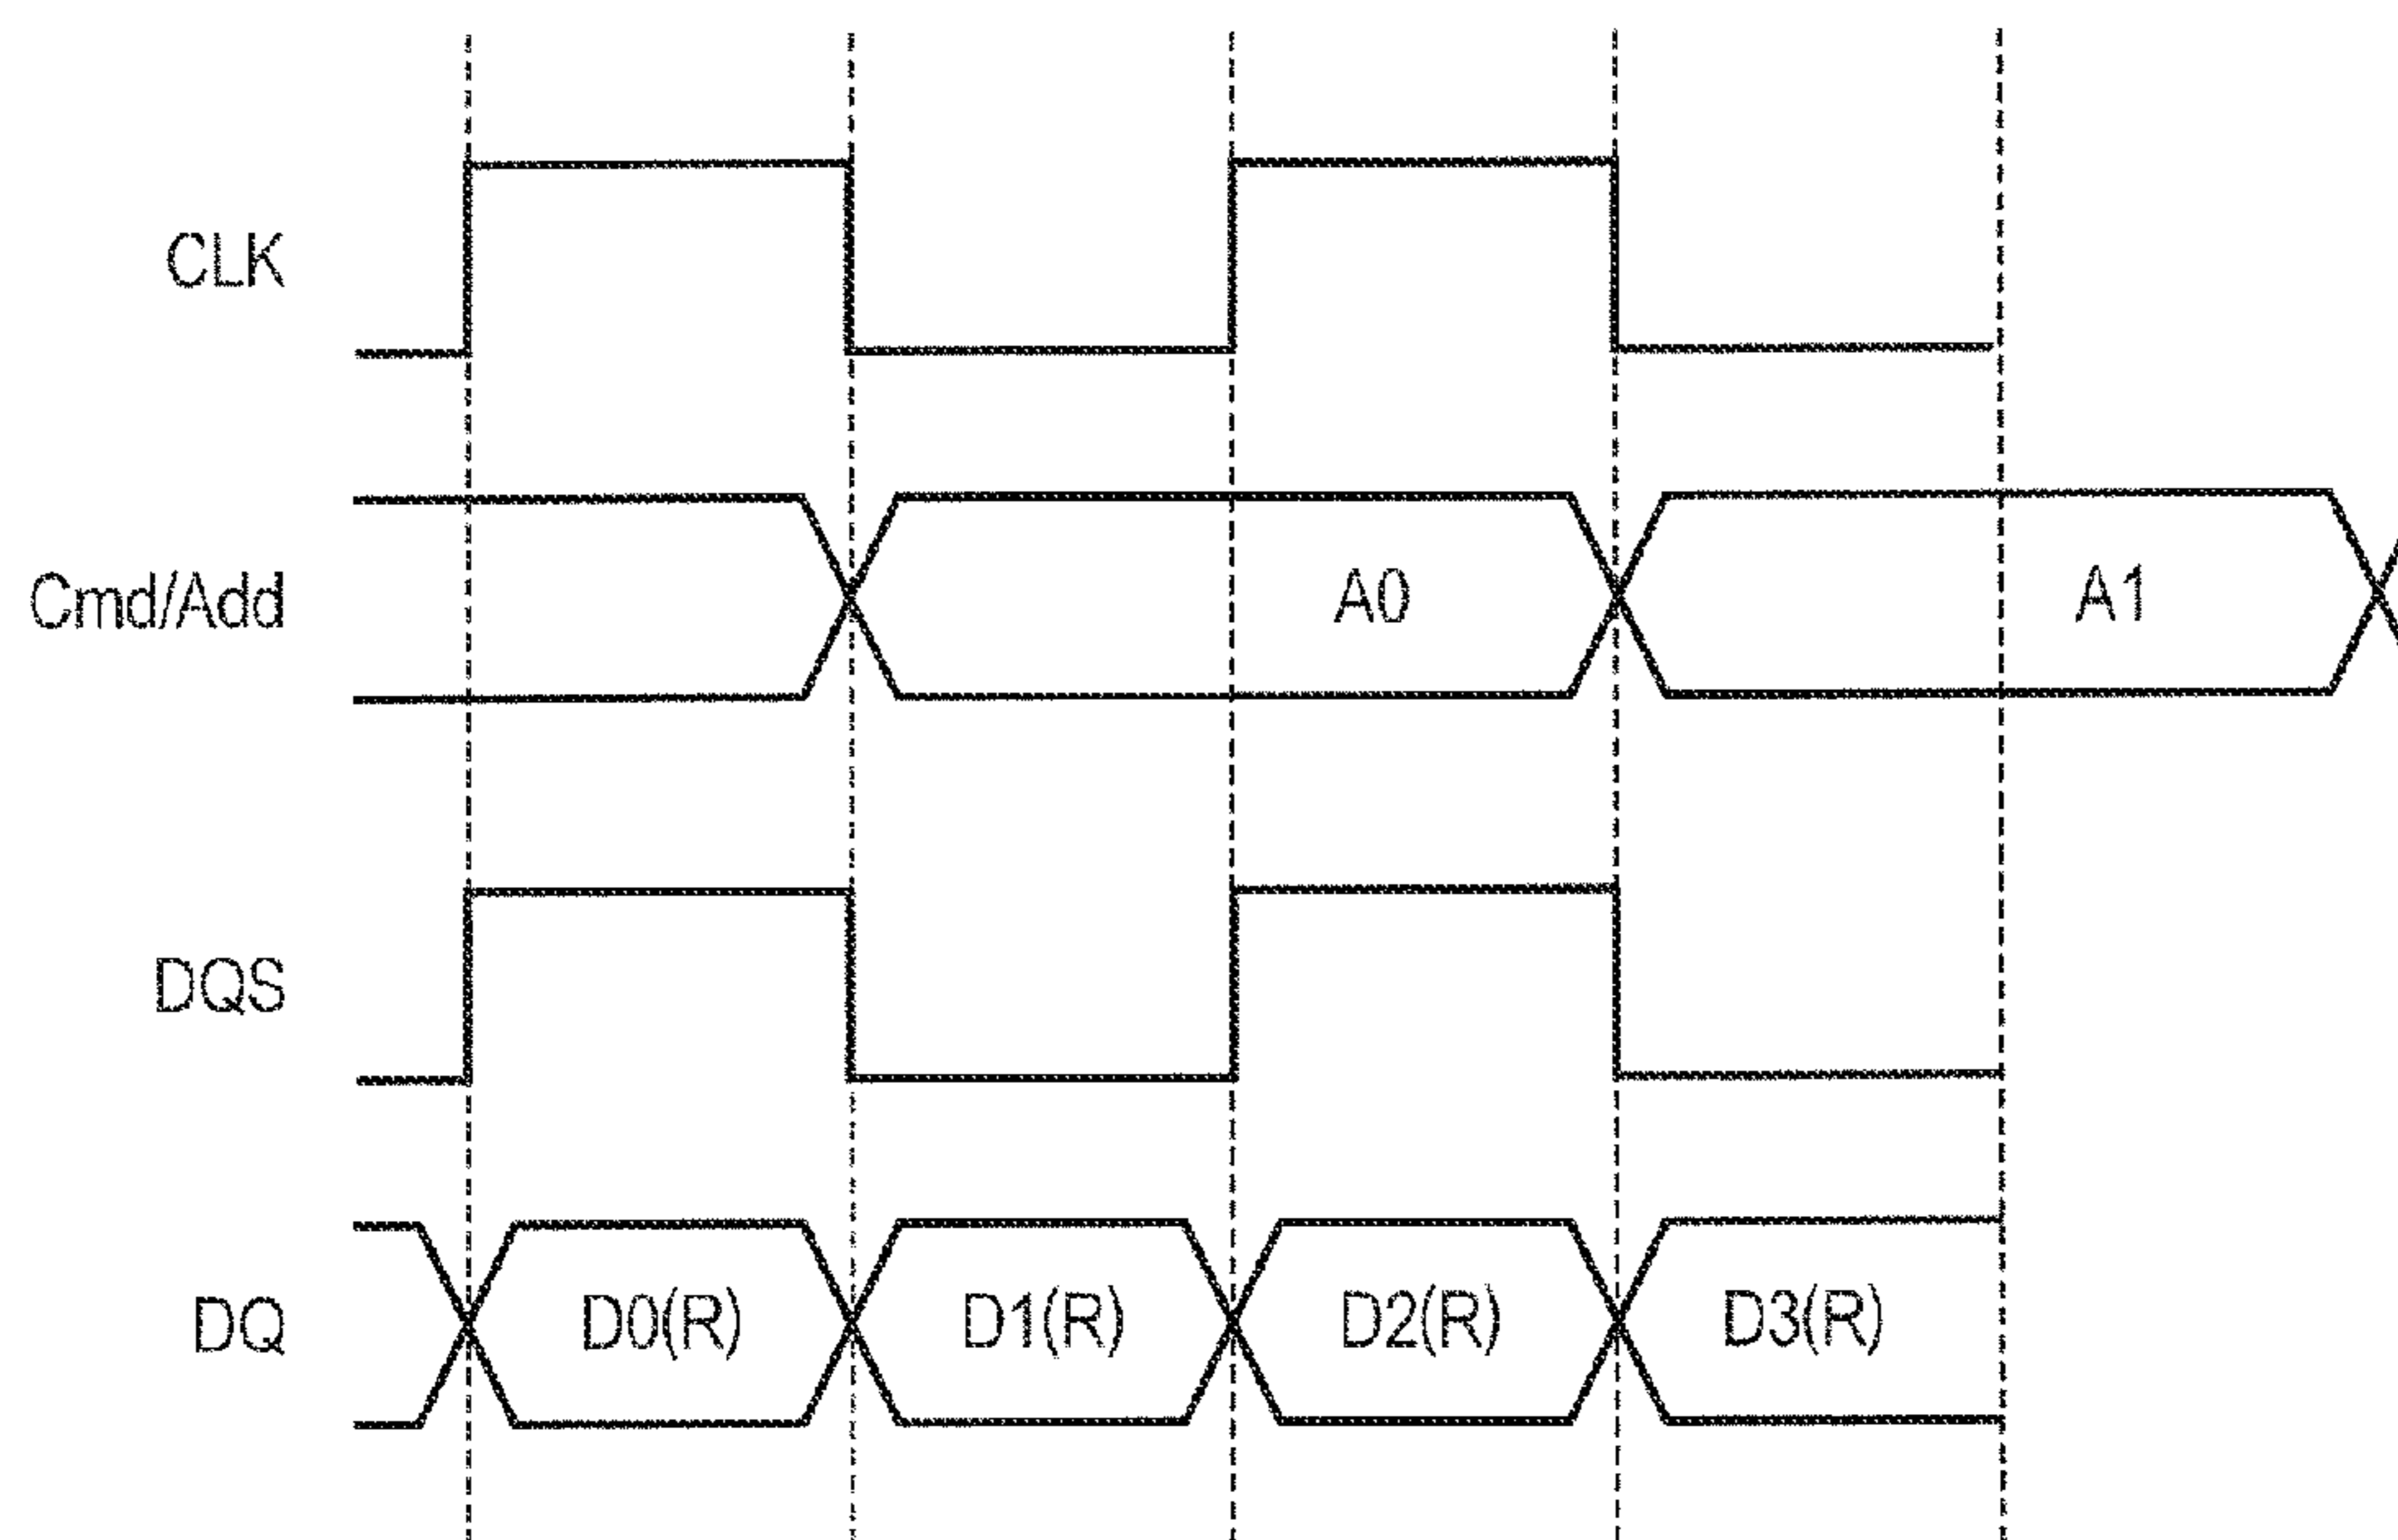 CLK
Cmd/Add A0 A1
DQS
DQ D0(R) D1(R) D2(R) D3(R)